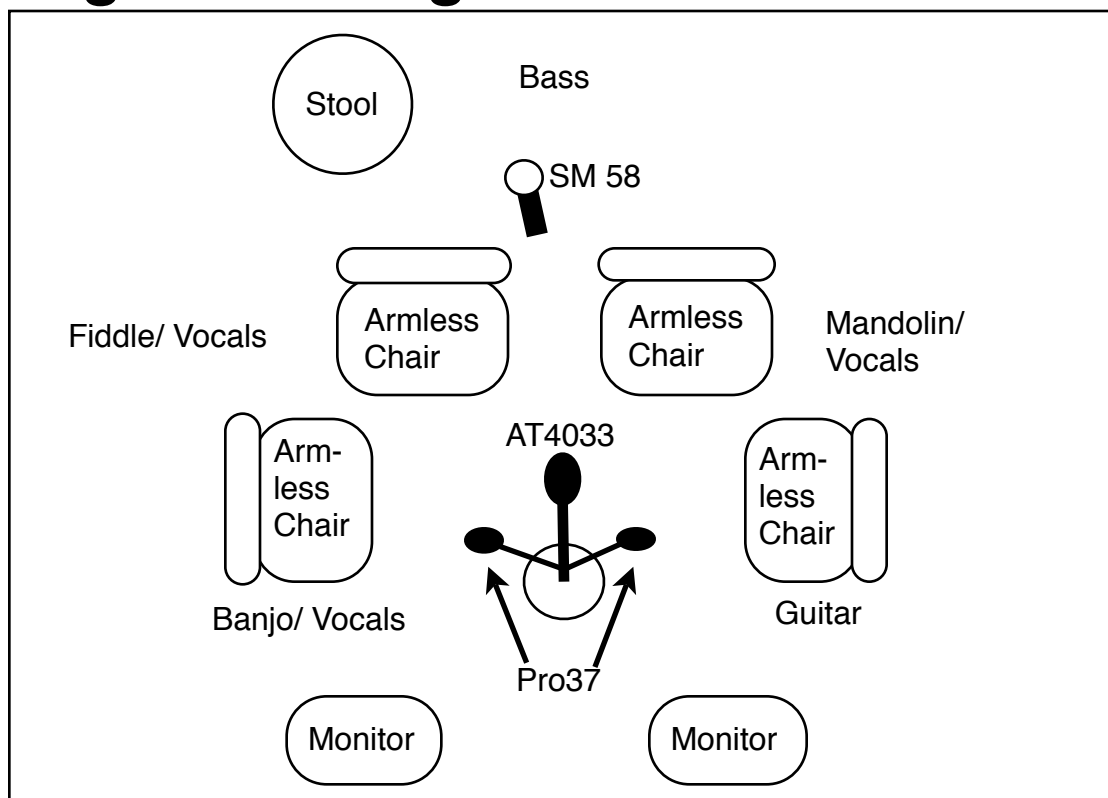 Bass
Stool
SM 58
Armless
Chair
Armless
Chair
Fiddle/ Vocals
Mandolin/
Vocals
AT4033
Arm-
less
Chair
Arm-
less
Chair
Banjo/ Vocals
Guitar
Pro37
Monitor
Monitor